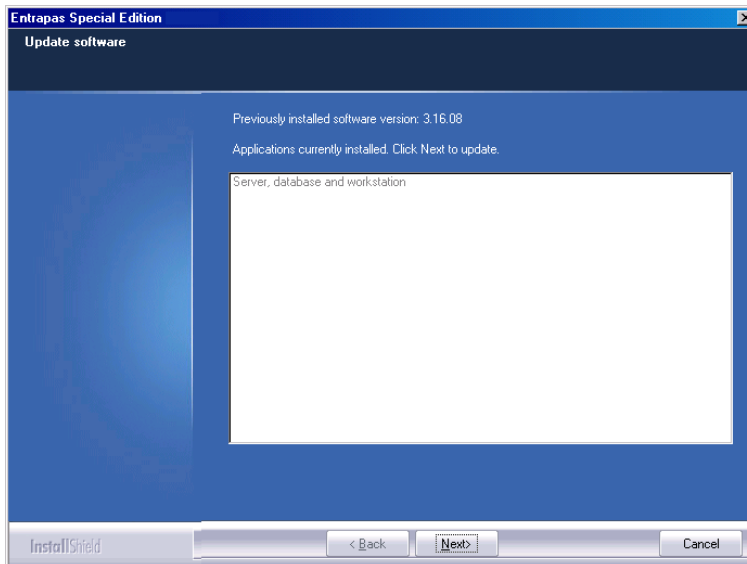 Entrapas Special Edition
Update software
Previously installed software version: 3.16.08
Applications currently installed. Click Next to update.
Server, database and workstation
InstallShield
< Back
Next>
Cancel